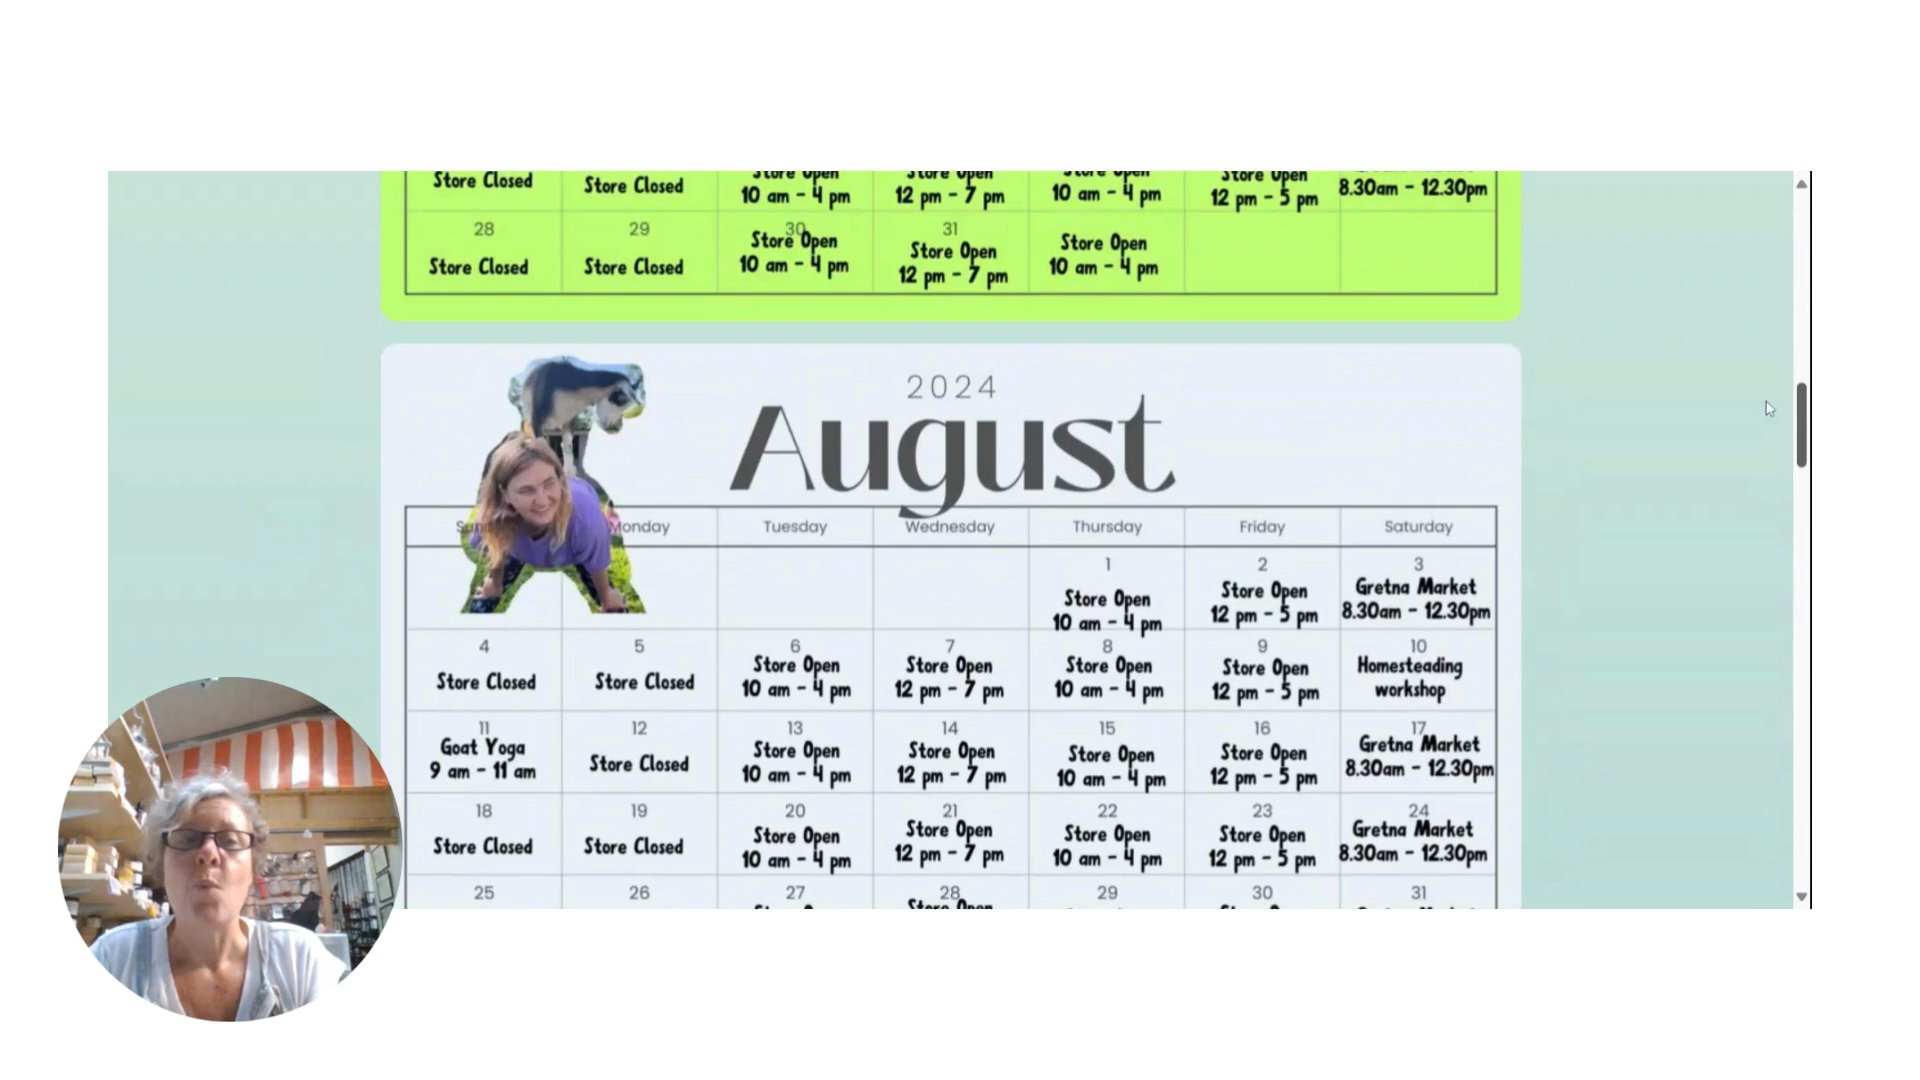 Store Closed Store Closed Store Open Store Open Store Open Store Open
10 am - 4 pm 12 pm - 7 pm 10 am - 4 pm 12 pm - 5 pm 8.30am - 12.30pm
28 29 30 31
Store Closed Store Closed Store Open Store Open Store Open
10 am - 4 pm 12 pm - 7 pm 10 am - 4 pm
2024
August
Monday Tuesday Wednesday Thursday Friday Saturday
1 2 3
Store Open Store Open Gretna Market
10 am - 4 pm 12 pm - 5 pm 8.30am - 12.30pm
4 5 6 7 8 9 10
Store Closed Store Closed Store Open Store Open Store Open Store Open Homesteading
10 am - 4 pm 12 pm - 7 pm 10 am - 4 pm 12 pm - 5 pm workshop
11 12 13 14 15 16 17
Goat Yoga Store Closed Store Open Store Open Store Open Store Open Gretna Market
9 am - 11 am 10 am - 4 pm 12 pm - 7 pm 10 am - 4 pm 12 pm - 5 pm 8.30am - 12.30pm
18 19 20 21 22 23 24
Store Closed Store Closed Store Open Store Open Store Open Store Open Gretna Market
10 am - 4 pm 12 pm - 7 pm 10 am - 4 pm 12 pm - 5 pm 8.30am - 12.30pm
25 26 27 28 29 30 31
Store Open